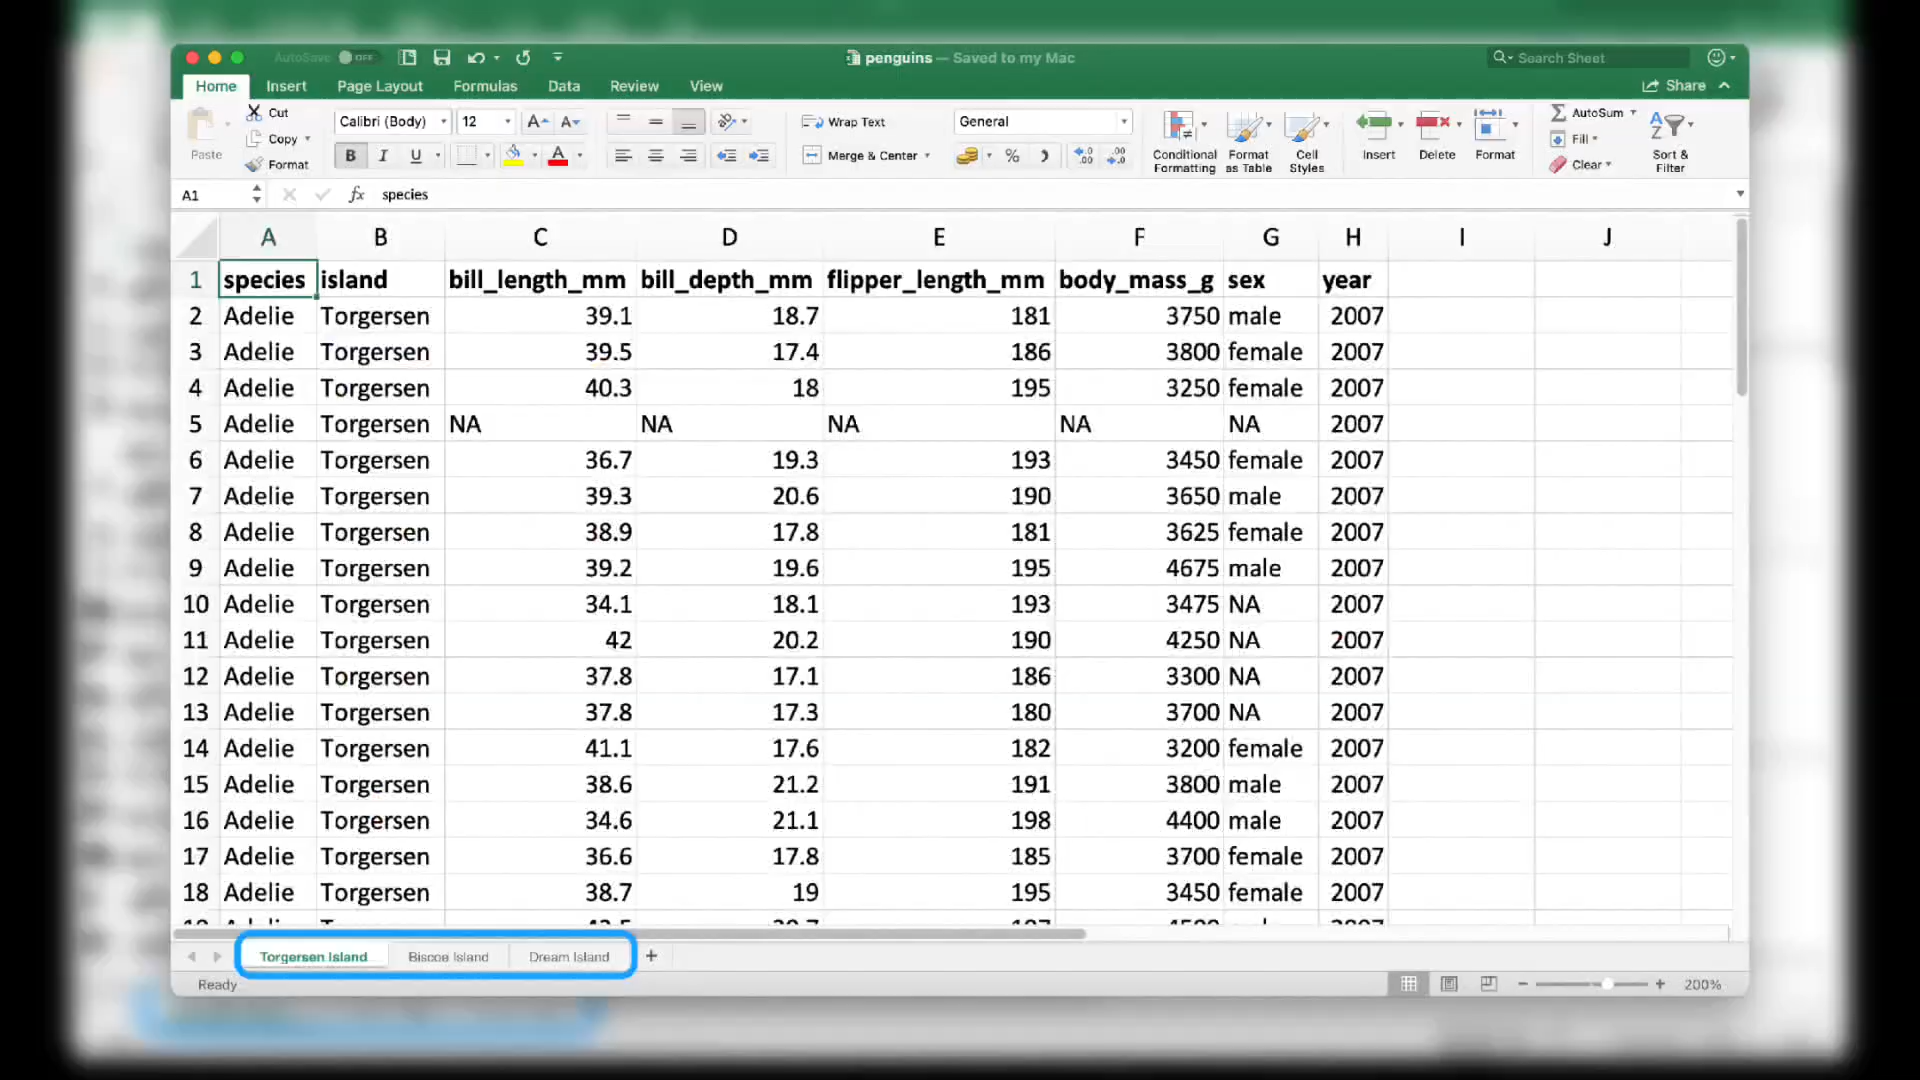 AutoSave OFF
penguins — Saved to my Mac
Search Sheet
Home Insert Page Layout Formulas Data Review View
Share
Paste
Cut
Copy
Format
Calibri (Body) 12
Wrap Text
Merge & Center
General
Conditional Formatting
Format as Table
Cell Styles
Insert
Delete
Format
AutoSum
Fill
Clear
Sort & Filter
A1 fx species
A B C D E F G H I J
1 species island bill_length_mm bill_depth_mm flipper_length_mm body_mass_g sex year
2 Adelie Torgersen 39.1 18.7 181 3750 male 2007
3 Adelie Torgersen 39.5 17.4 186 3800 female 2007
4 Adelie Torgersen 40.3 18 195 3250 female 2007
5 Adelie Torgersen NA NA NA NA NA 2007
6 Adelie Torgersen 36.7 19.3 193 3450 female 2007
7 Adelie Torgersen 39.3 20.6 190 3650 male 2007
8 Adelie Torgersen 38.9 17.8 181 3625 female 2007
9 Adelie Torgersen 39.2 19.6 195 4675 male 2007
10 Adelie Torgersen 34.1 18.1 193 3475 NA 2007
11 Adelie Torgersen 42 20.2 190 4250 NA 2007
12 Adelie Torgersen 37.8 17.1 186 3300 NA 2007
13 Adelie Torgersen 37.8 17.3 180 3700 NA 2007
14 Adelie Torgersen 41.1 17.6 182 3200 female 2007
15 Adelie Torgersen 38.6 21.2 191 3800 male 2007
16 Adelie Torgersen 34.6 21.1 198 4400 male 2007
17 Adelie Torgersen 36.6 17.8 185 3700 female 2007
18 Adelie Torgersen 38.7 19 195 3450 female 2007
Torgersen Island Biscoe Island Dream Island +
Ready
200%